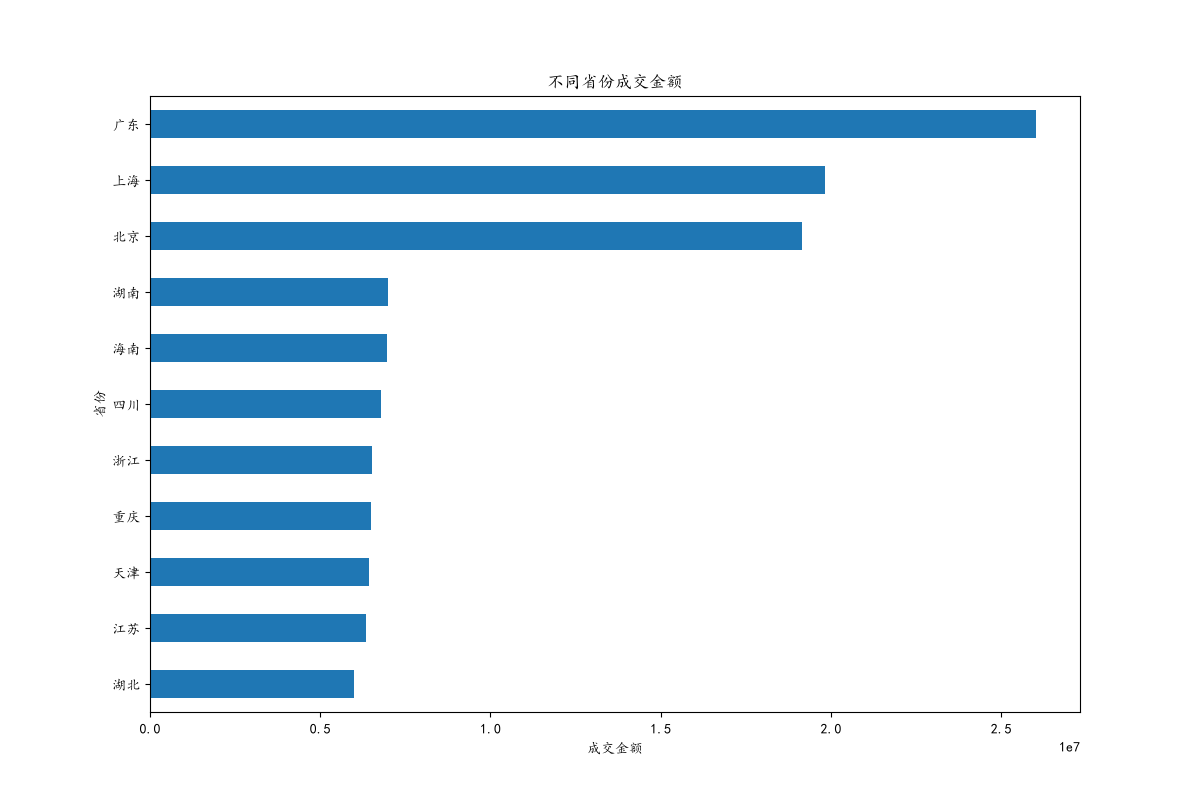 不同省份成交金额
广东
上海
北京
湖南
海南
四川
浙江
重庆
天津
江苏
湖北
省份
0.0 0.5 1.0 1.5 2.0 2.5
成交金额
1e7